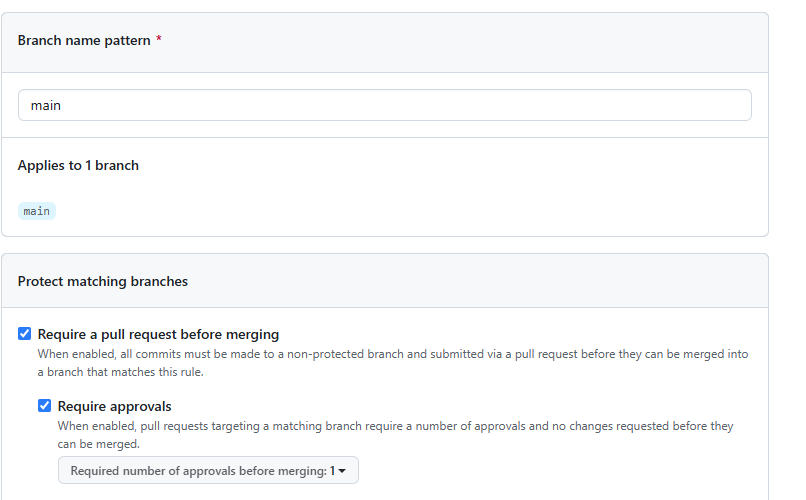 Branch name pattern *
main
Applies to 1 branch
main
Protect matching branches
Require a pull request before merging
When enabled, all commits must be made to a non-protected branch and submitted via a pull request before they can be merged into
a branch that matches this rule.
Require approvals
When enabled, pull requests targeting a matching branch require a number of approvals and no changes requested before they
can be merged.
Required number of approvals before merging: 1